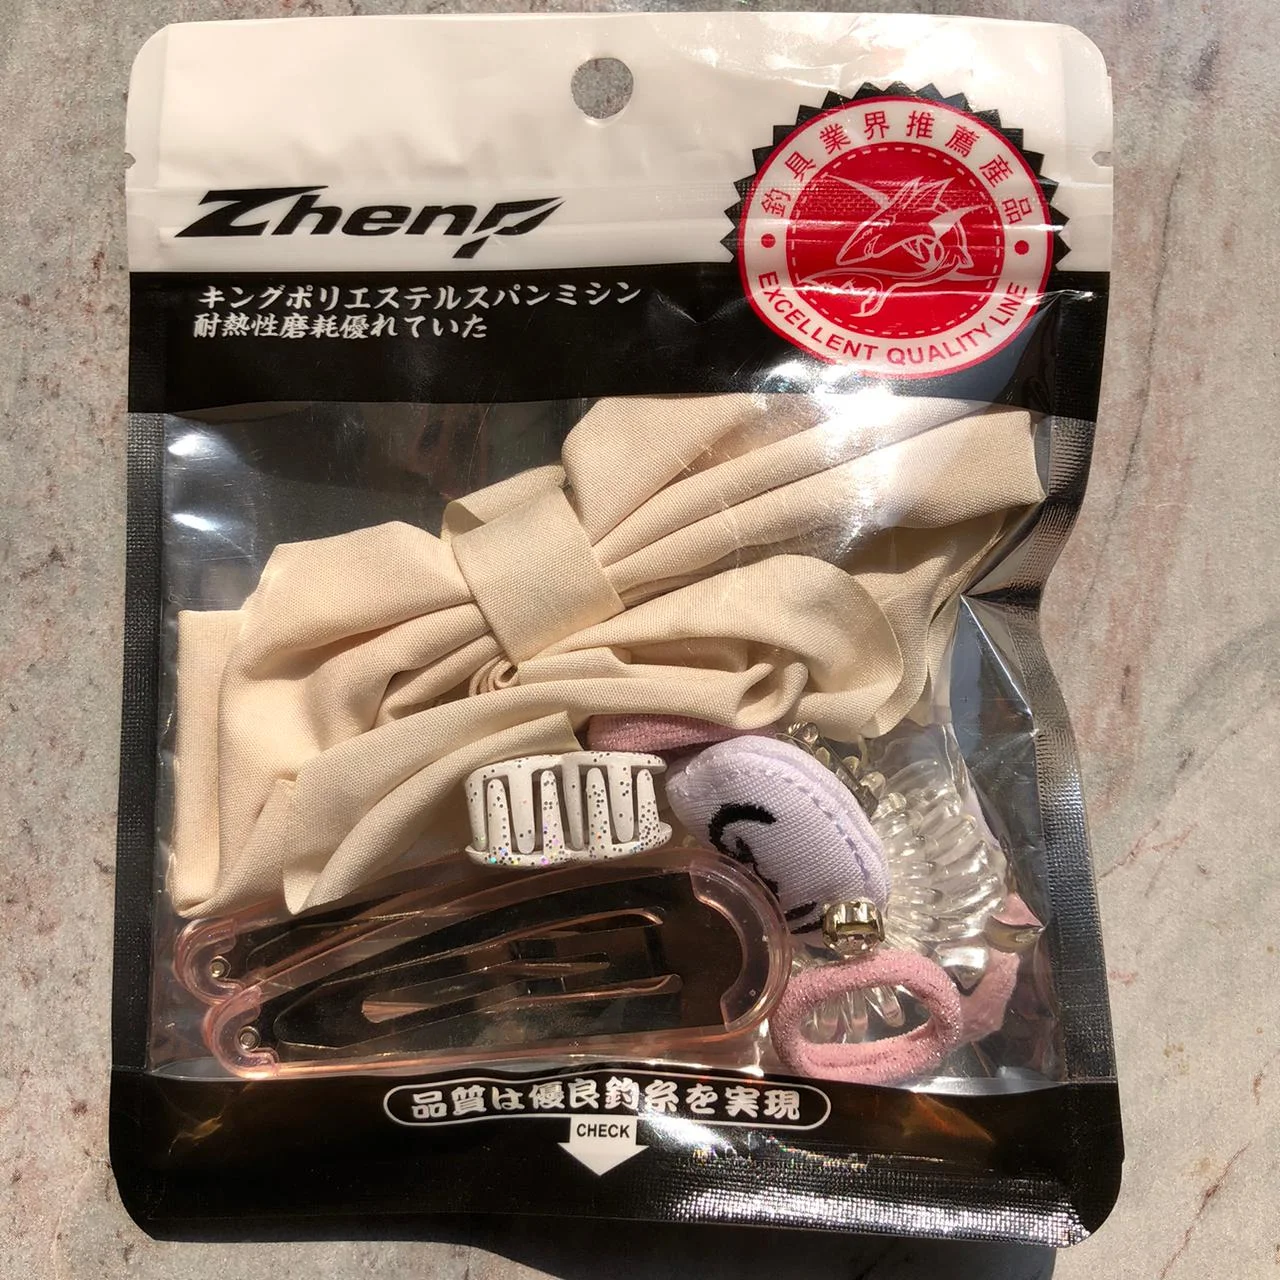 Zhenp
釣具業界推薦產品
EXCELLENT QUALITY LINE
キングポリエステルスパンミシン
耐熱性磨耗優れていた
品質は優良釣糸を実現
CHECK